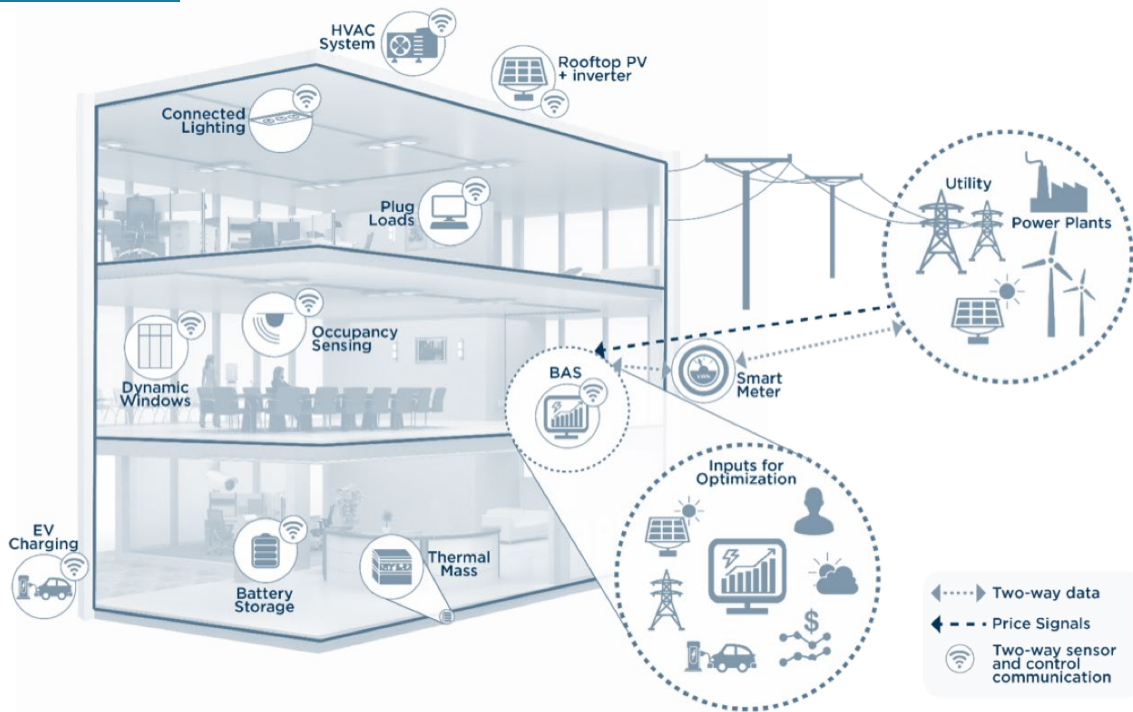 HVAC
System
Rooftop PV
+ inverter
Connected
Lighting
Plug
Loads
Utility
Power Plants
Occupancy
Sensing
Dynamic
Windows
BAS
Smart
Meter
Inputs for
Optimization
EV
Charging
Battery
Storage
Thermal
Mass
$
Two-way data
Price Signals
Two-way sensor
and control
communication